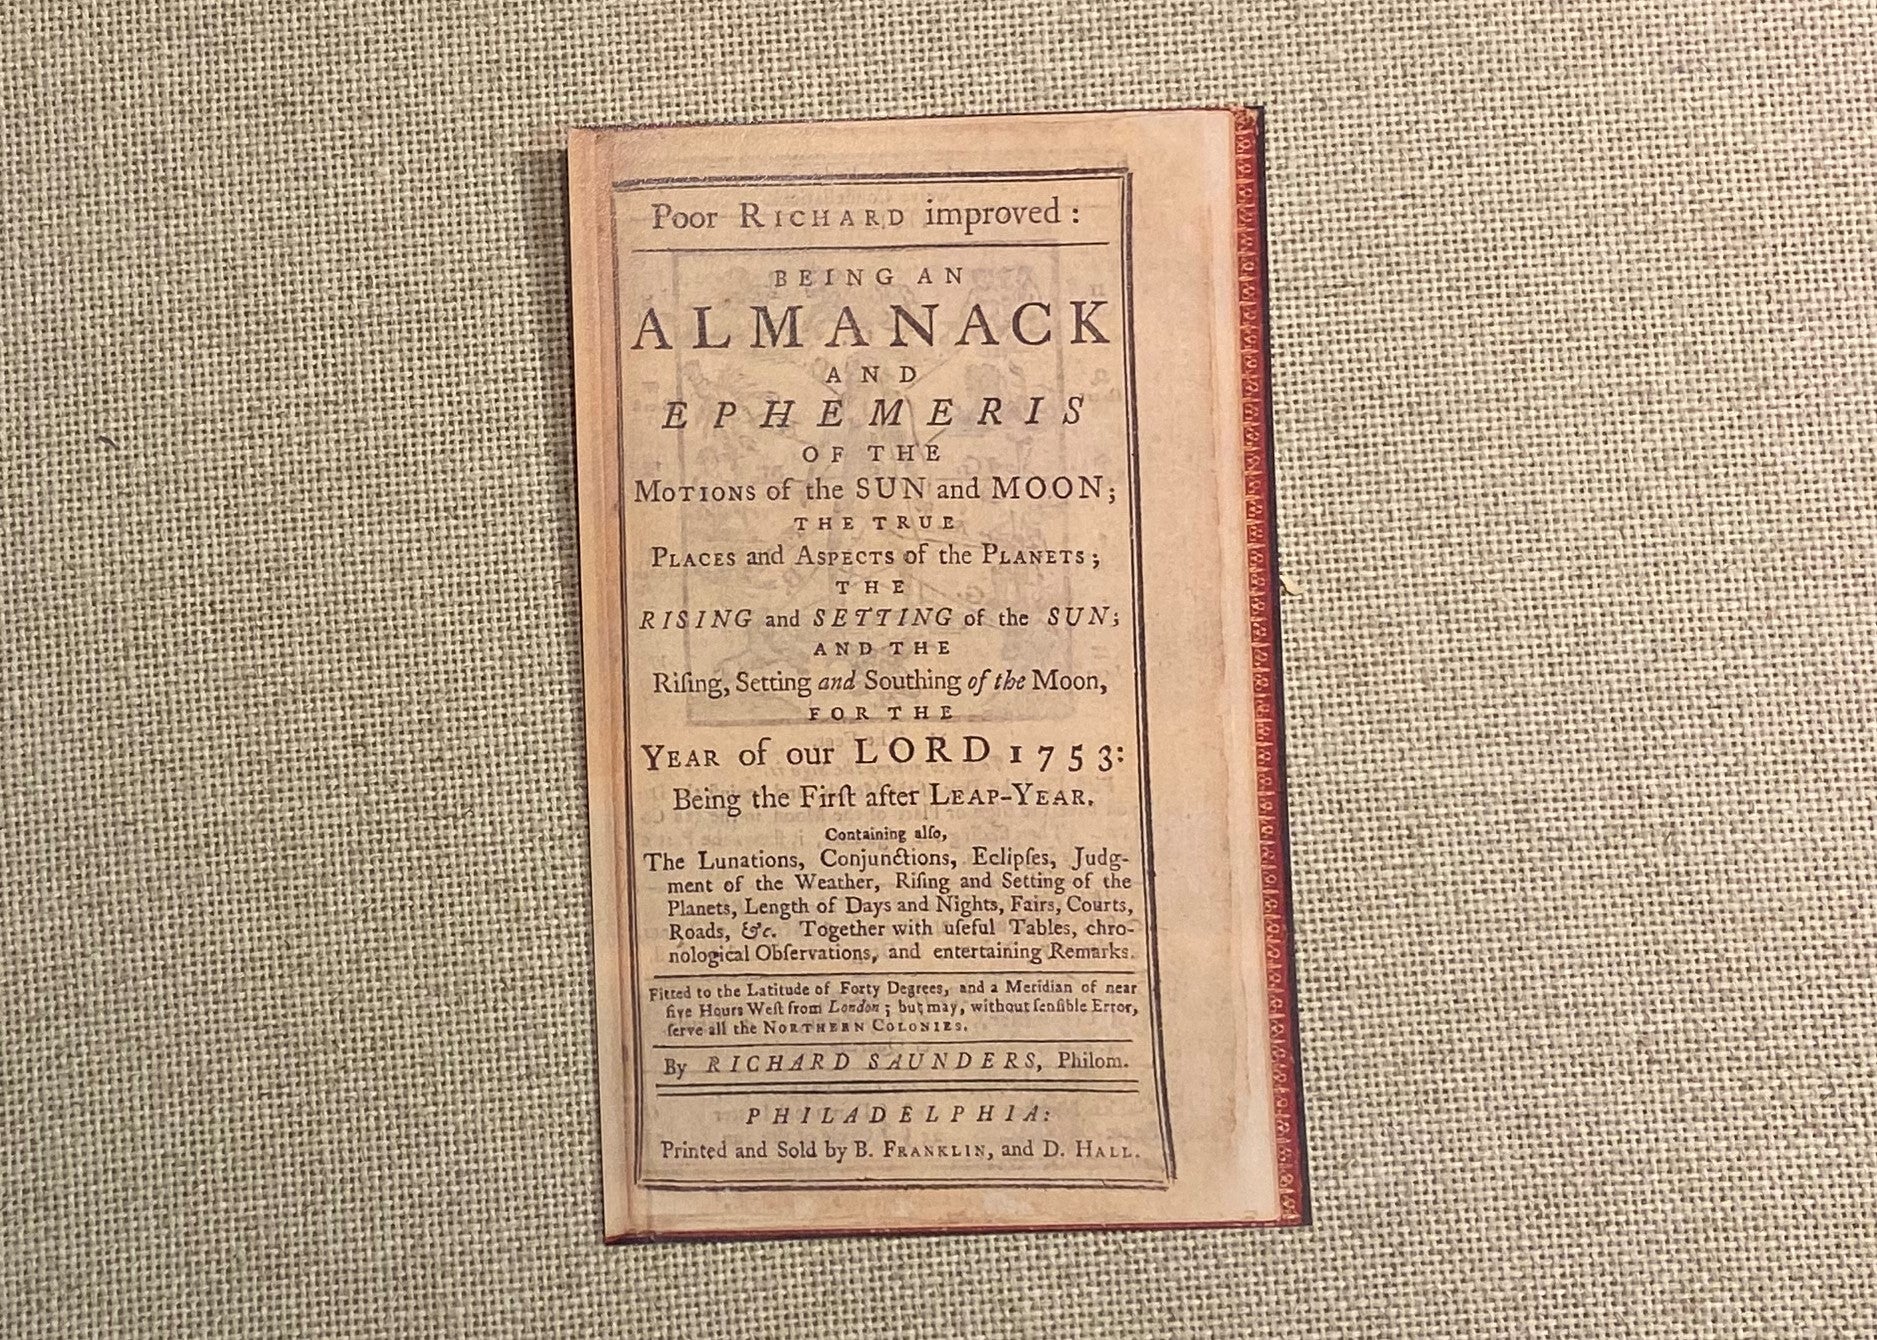 Poor RICHARD improved:
BEING AN
ALMANACK
AND
EPHEMERIS
OF THE
MOTIONS of the SUN and MOON;
THE TRUE
PLACES and ASPECTS of the PLANETS;
THE
RISING and SETTING of the SUN;
AND THE
Riſing, Setting and Southing of the Moon,
FOR THE
YEAR of our LORD 1753:
Being the Firſt after LEAP-YEAR.
Containing alſo,
The Lunations, Conjunctions, Eclipſes, Judg-
ment of the Weather, Riſing and Setting of the
Planets, Length of Days and Nights, Fairs, Courts,
Roads, &c. Together with uſeful Tables, chro-
nological Obſervations, and entertaining Remarks.
Fitted to the Latitude of Forty Degrees, and a Meridian of near
five Hours Weſt from London; but may, without ſenſible Error,
ſerve all the NORTHERN COLONIES.
By RICHARD SAUNDERS, Philom.
PHILADELPHIA:
Printed and Sold by B. FRANKLIN, and D. HALL.